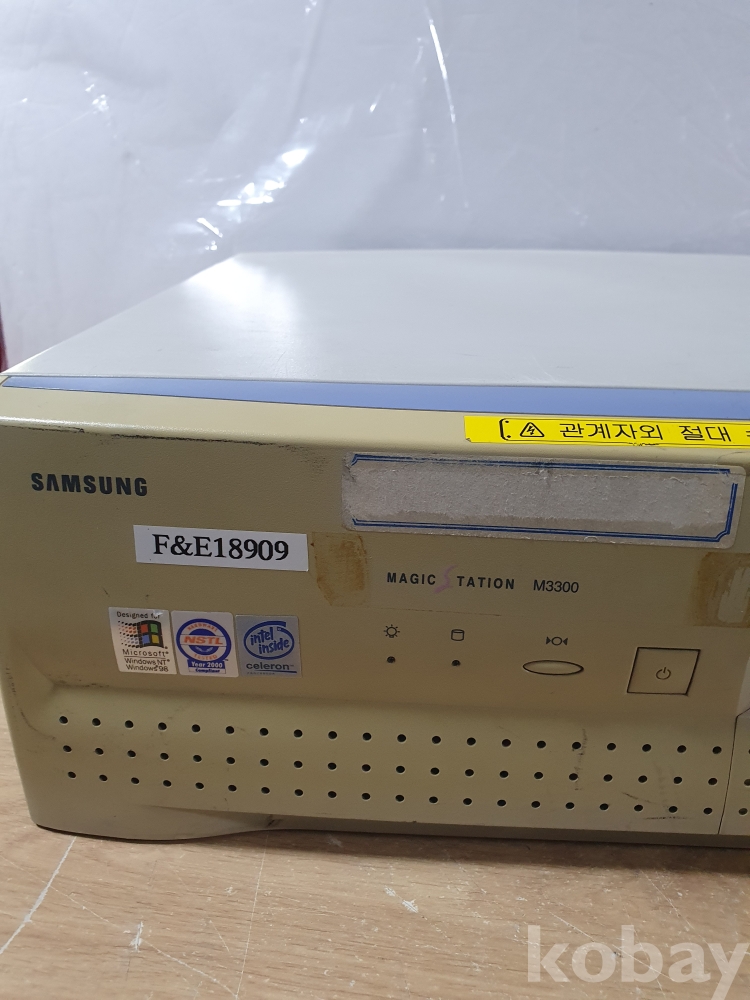 관계자외 절대
SAMSUNG
F&E18909
MAGIC STATION M3300
Designed for
Microsoft
Windows NT
Windows 98
NSTL
Year 2000
intel
inside
celeron
kobay